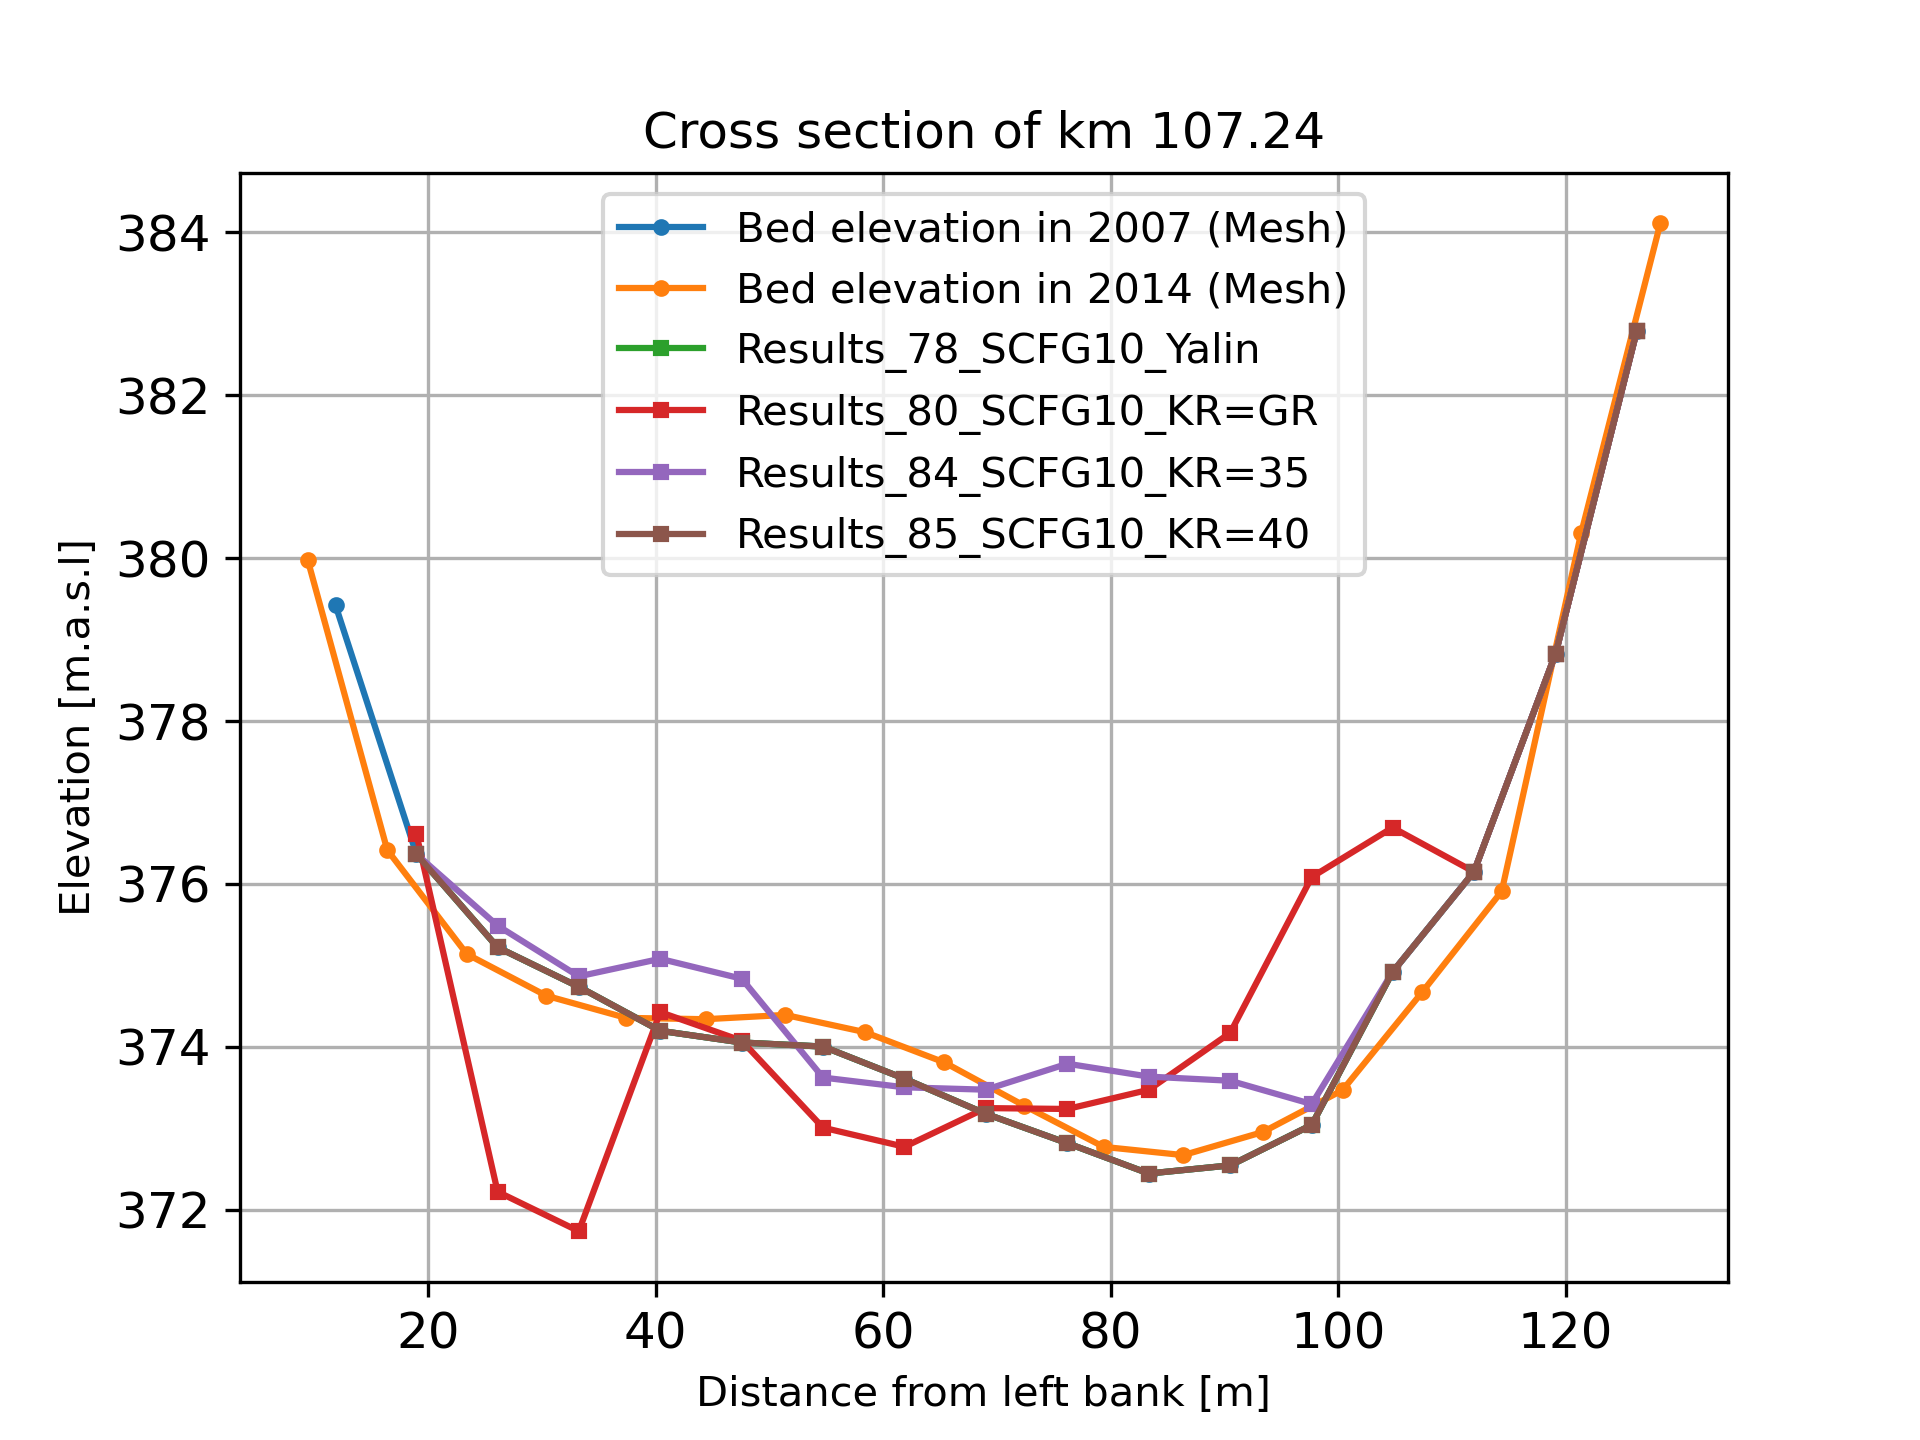 Cross section of km 107.24
Bed elevation in 2007 (Mesh)
Bed elevation in 2014 (Mesh)
Results_78_SCFG10_Yalin
Results_80_SCFG10_KR=GR
Results_84_SCFG10_KR=35
Results_85_SCFG10_KR=40
Elevation [m.a.s.l]
384
382
380
378
376
374
372
20 40 60 80 100 120
Distance from left bank [m]